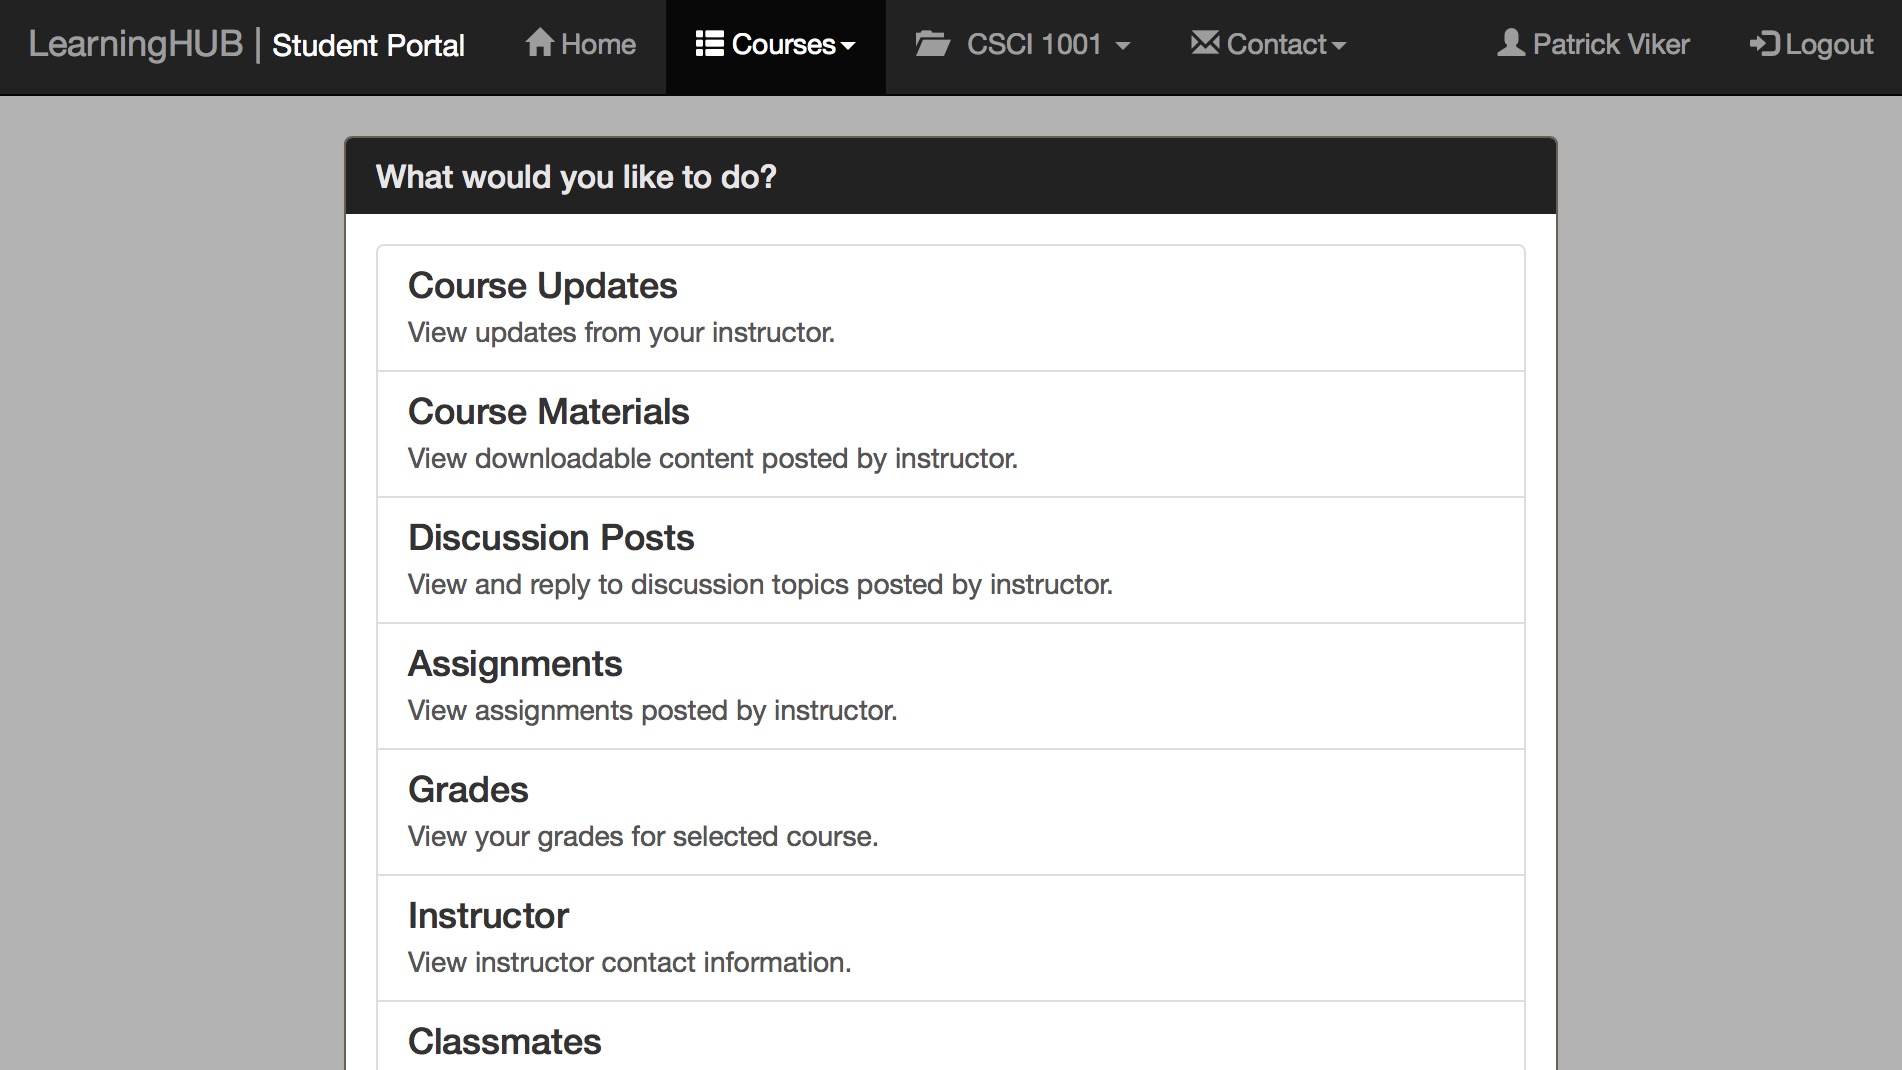 LearningHUB | Student Portal Home Courses CSCI 1001 Contact Patrick Viker Logout
What would you like to do?
Course Updates
View updates from your instructor.
Course Materials
View downloadable content posted by instructor.
Discussion Posts
View and reply to discussion topics posted by instructor.
Assignments
View assignments posted by instructor.
Grades
View your grades for selected course.
Instructor
View instructor contact information.
Classmates